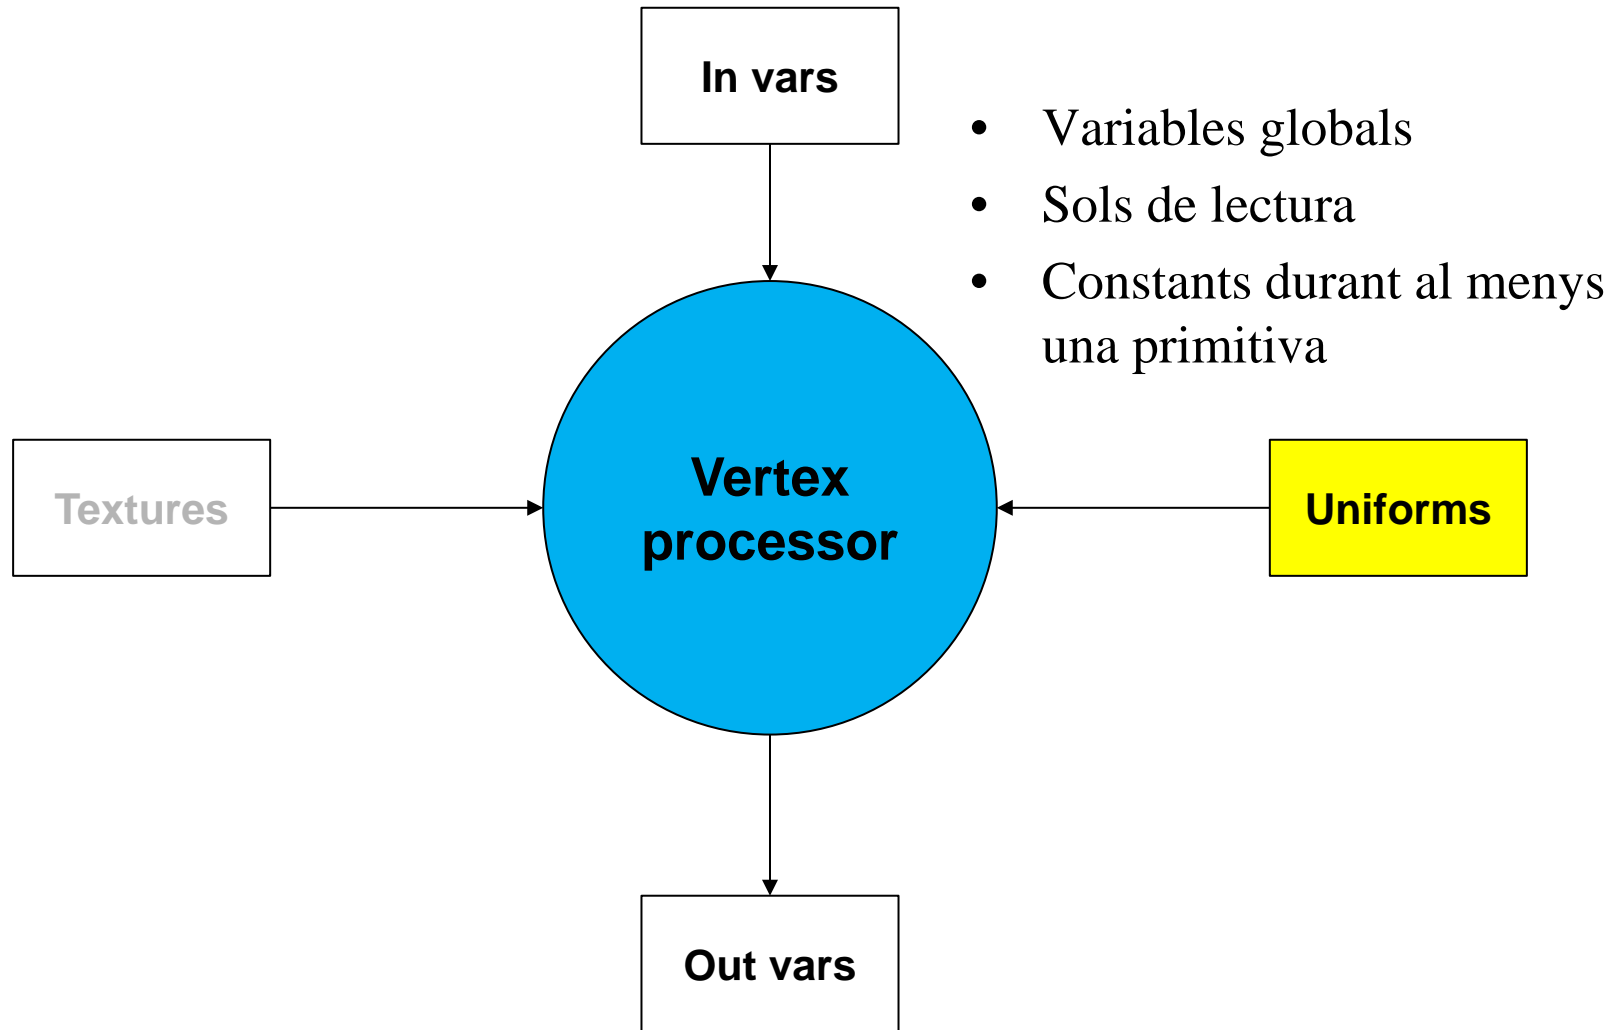 In vars
• Variables globals
• Sols de lectura
• Constants durant al menys
una primitiva
Textures
Vertex
processor
Uniforms
Out vars